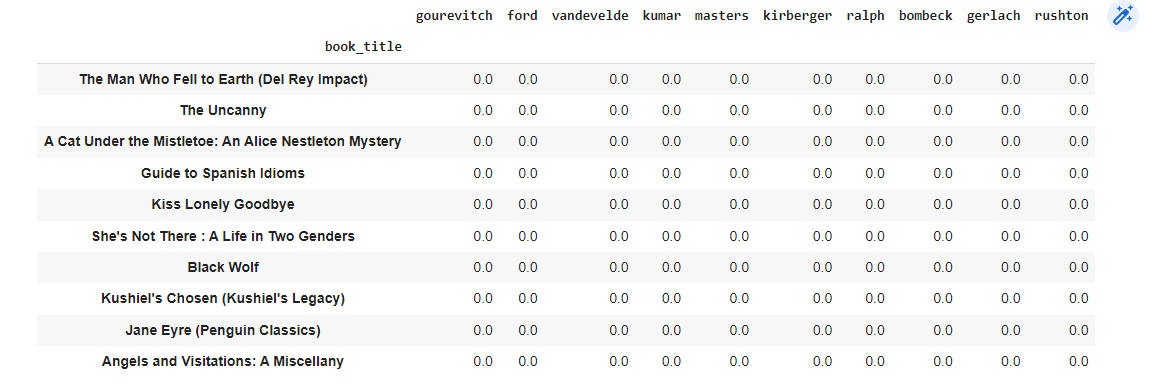 gourevitch ford vandevelde kumar masters kirberger ralph bombeck gerlach rushton
book_title
The Man Who Fell to Earth (Del Rey Impact) 0.0 0.0 0.0 0.0 0.0 0.0 0.0 0.0 0.0 0.0
The Uncanny 0.0 0.0 0.0 0.0 0.0 0.0 0.0 0.0 0.0 0.0
A Cat Under the Mistletoe: An Alice Nestleton Mystery 0.0 0.0 0.0 0.0 0.0 0.0 0.0 0.0 0.0 0.0
Guide to Spanish Idioms 0.0 0.0 0.0 0.0 0.0 0.0 0.0 0.0 0.0 0.0
Kiss Lonely Goodbye 0.0 0.0 0.0 0.0 0.0 0.0 0.0 0.0 0.0 0.0
She's Not There : A Life in Two Genders 0.0 0.0 0.0 0.0 0.0 0.0 0.0 0.0 0.0 0.0
Black Wolf 0.0 0.0 0.0 0.0 0.0 0.0 0.0 0.0 0.0 0.0
Kushiel's Chosen (Kushiel's Legacy) 0.0 0.0 0.0 0.0 0.0 0.0 0.0 0.0 0.0 0.0
Jane Eyre (Penguin Classics) 0.0 0.0 0.0 0.0 0.0 0.0 0.0 0.0 0.0 0.0
Angels and Visitations: A Miscellany 0.0 0.0 0.0 0.0 0.0 0.0 0.0 0.0 0.0 0.0